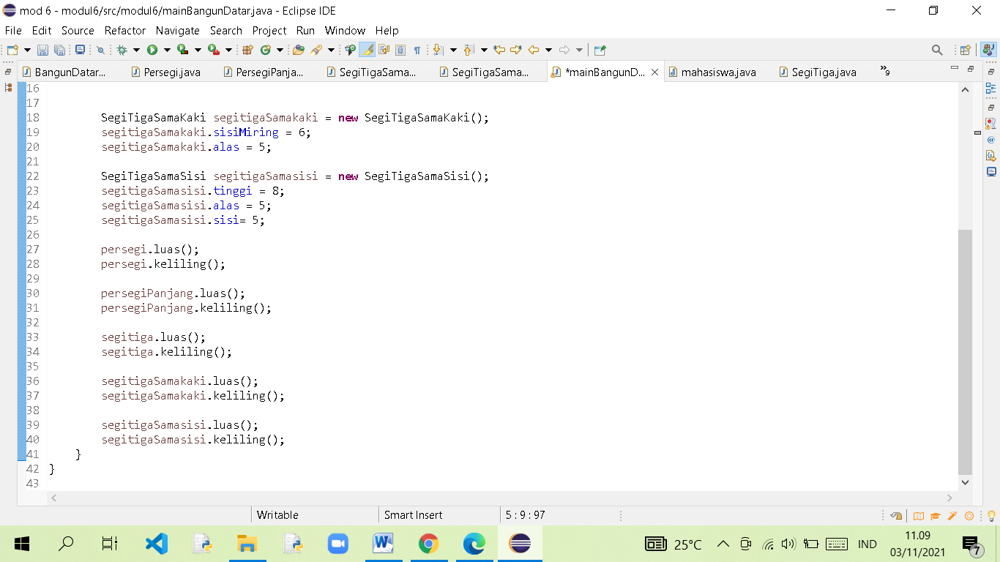 mod 6 - modul6/src/modul6/mainBangunDatar.java - Eclipse IDE
File Edit Source Refactor Navigate Search Project Run Window Help
BangunDatar... Persegi.java PersegiPanja... SegiTigaSama... SegiTigaSama... *mainBangunD... mahasiswa.java SegiTiga.java »9
16
17
18 SegiTigaSamaKaki segitigaSamakaki = new SegiTigaSamaKaki();
19 segitigaSamakaki.sisiMiring = 6;
20 segitigaSamakaki.alas = 5;
21
22 SegiTigaSamaSisi segitigaSamasisi = new SegiTigaSamaSisi();
23 segitigaSamasisi.tinggi = 8;
24 segitigaSamasisi.alas = 5;
25 segitigaSamasisi.sisi= 5;
26
27 persegi.luas();
28 persegi.keliling();
29
30 persegiPanjang.luas();
31 persegiPanjang.keliling();
32
33 segitiga.luas();
34 segitiga.keliling();
35
36 segitigaSamakaki.luas();
37 segitigaSamakaki.keliling();
38
39 segitigaSamasisi.luas();
40 segitigaSamasisi.keliling();
41 }
42 }
43
Writable Smart Insert 5 : 9 : 97
25°C IND 11.09
03/11/2021 7